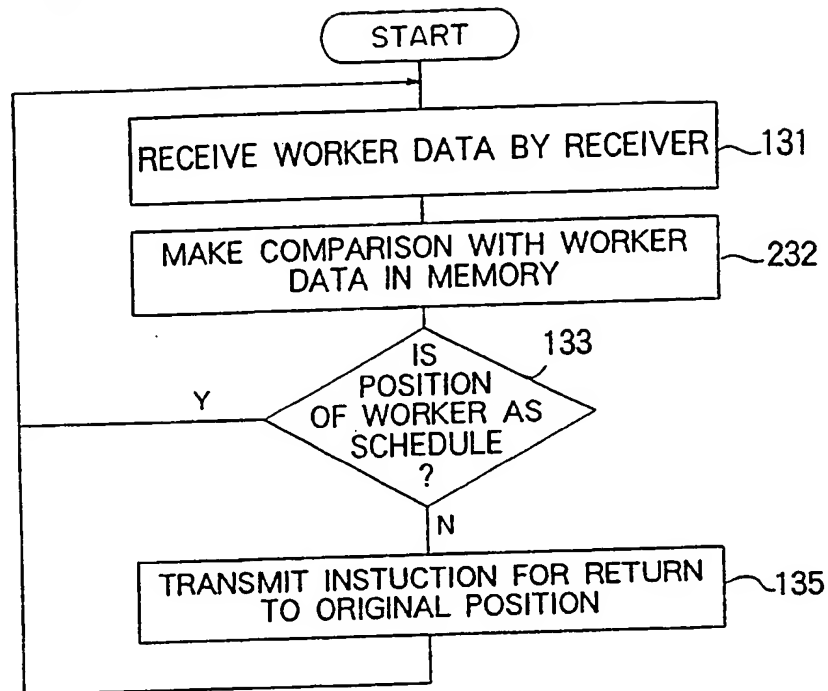 START
RECEIVE WORKER DATA BY RECEIVER
131
MAKE COMPARISON WITH WORKER
DATA IN MEMORY
232
IS
POSITION
OF WORKER AS
SCHEDULE
?
133
Y
N
TRANSMIT INSTUCTION FOR RETURN
TO ORIGINAL POSITION
135